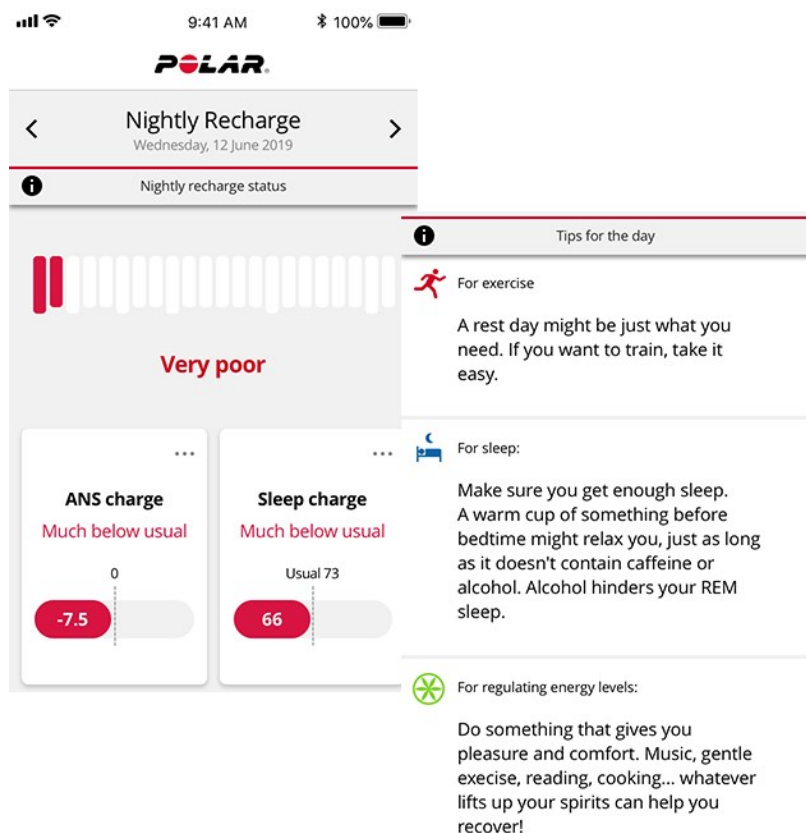 9:41 AM
100%
POLAR
Nightly Recharge
Wednesday, 12 June 2019
Nightly recharge status
Very poor
ANS charge
Much below usual
0
-7.5
Sleep charge
Much below usual
Usual 73
66
Tips for the day
For exercise
A rest day might be just what you
need. If you want to train, take it
easy.
For sleep:
Make sure you get enough sleep.
A warm cup of something before
bedtime might relax you, just as long
as it doesn't contain caffeine or
alcohol. Alcohol hinders your REM
sleep.
For regulating energy levels:
Do something that gives you
pleasure and comfort. Music, gentle
execise, reading, cooking... whatever
lifts up your spirits can help you
recover!